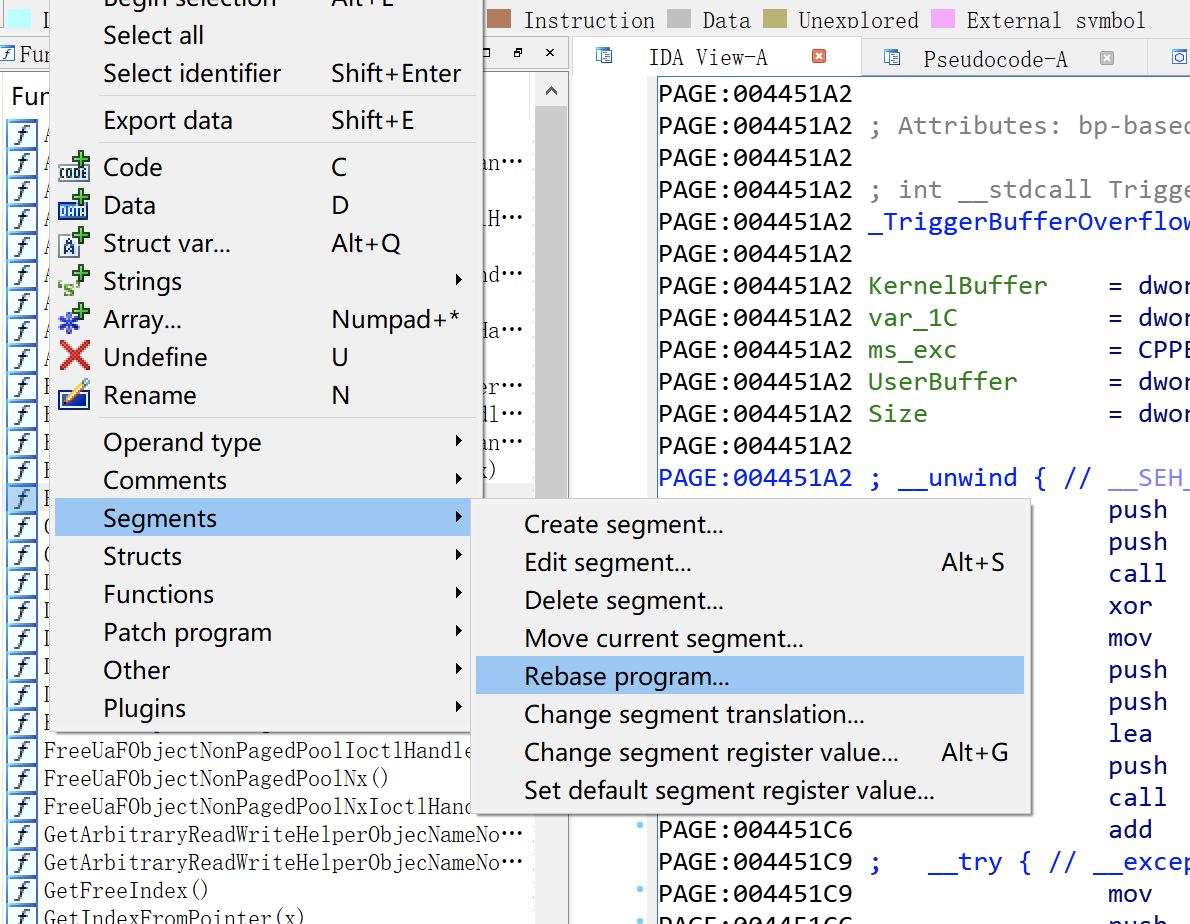 Begin selection Alt+L
Instruction Data Unexplored External symbol
Select all
Select identifier Shift+Enter
Export data Shift+E
Code C
Data D
Struct var... Alt+Q
Strings
Array... Numpad+*
Undefine U
Rename N
Operand type
Comments
Segments
Structs
Functions
Patch program
Other
Plugins
Create segment...
Edit segment... Alt+S
Delete segment...
Move current segment...
Rebase program...
Change segment translation...
Change segment register value... Alt+G
Set default segment register value...
Fun
FreeUaFObjectNonPagedPoolIoctlHandle
FreeUaFObjectNonPagedPoolNx()
FreeUaFObjectNonPagedPoolNxIoctlHand
GetArbitraryReadWriteHelperObjecNameNo…
GetArbitraryReadWriteHelperObjecNameNo…
GetFreeIndex()
GetIndexFromPointer(x)
IDA View-A Pseudocode-A
PAGE:004451A2
PAGE:004451A2 ; Attributes: bp-based
PAGE:004451A2
PAGE:004451A2 ; int __stdcall Trigge
PAGE:004451A2 _TriggerBufferOverflow
PAGE:004451A2
PAGE:004451A2 KernelBuffer = dwor
PAGE:004451A2 var_1C = dwor
PAGE:004451A2 ms_exc = CPPE
PAGE:004451A2 UserBuffer = dwor
PAGE:004451A2 Size = dwor
PAGE:004451A2
PAGE:004451A2 ; __unwind { // __SEH_
push
push
call
xor
mov
push
push
lea
push
call
PAGE:004451C6 add
PAGE:004451C9 ; __try { // __excep
PAGE:004451C9 mov
push